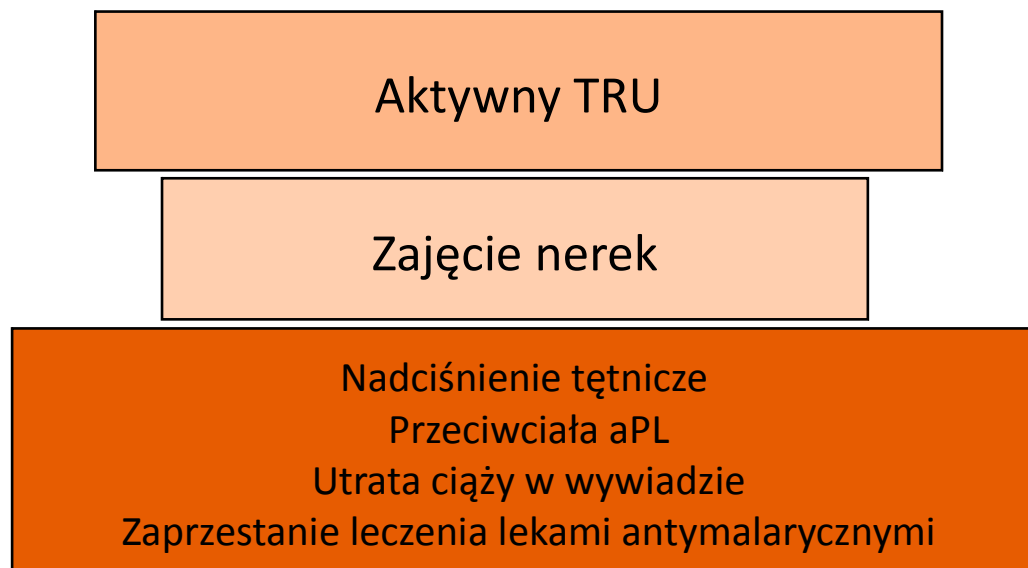 Aktywny TRU
Zajęcie nerek
Nadciśnienie tętnicze
Przeciwciała aPL
Utrata ciąży w wywiadzie
Zaprzestanie leczenia lekami antymalarycznymi